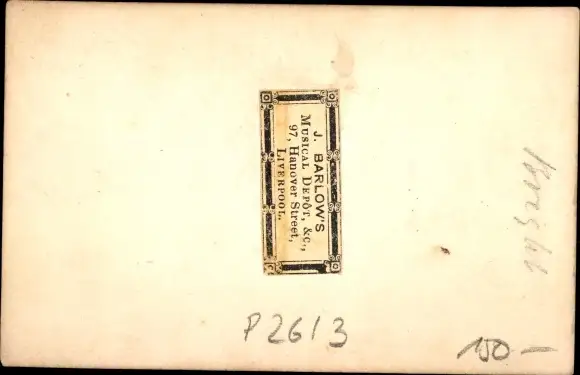 J. BARLOW'S
MUSICAL DEPÔT, &C.,
97, Hanover Street,
LIVERPOOL.
P2613
150 —